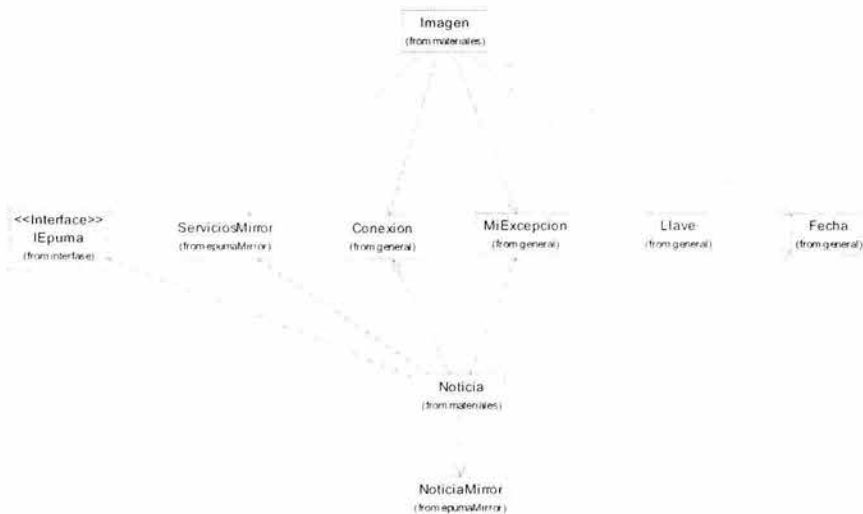 Imagen
(from materiales)
<<Interface>>
IEpuma
(from interfase)
ServiciosMirror
(from epumaMirror)
Conexion
(from general)
MiExcepcion
(from general)
Llave
(from general)
Fecha
(from general)
Noticia
(from materiales)
NoticiaMirror
(from epumaMirror)